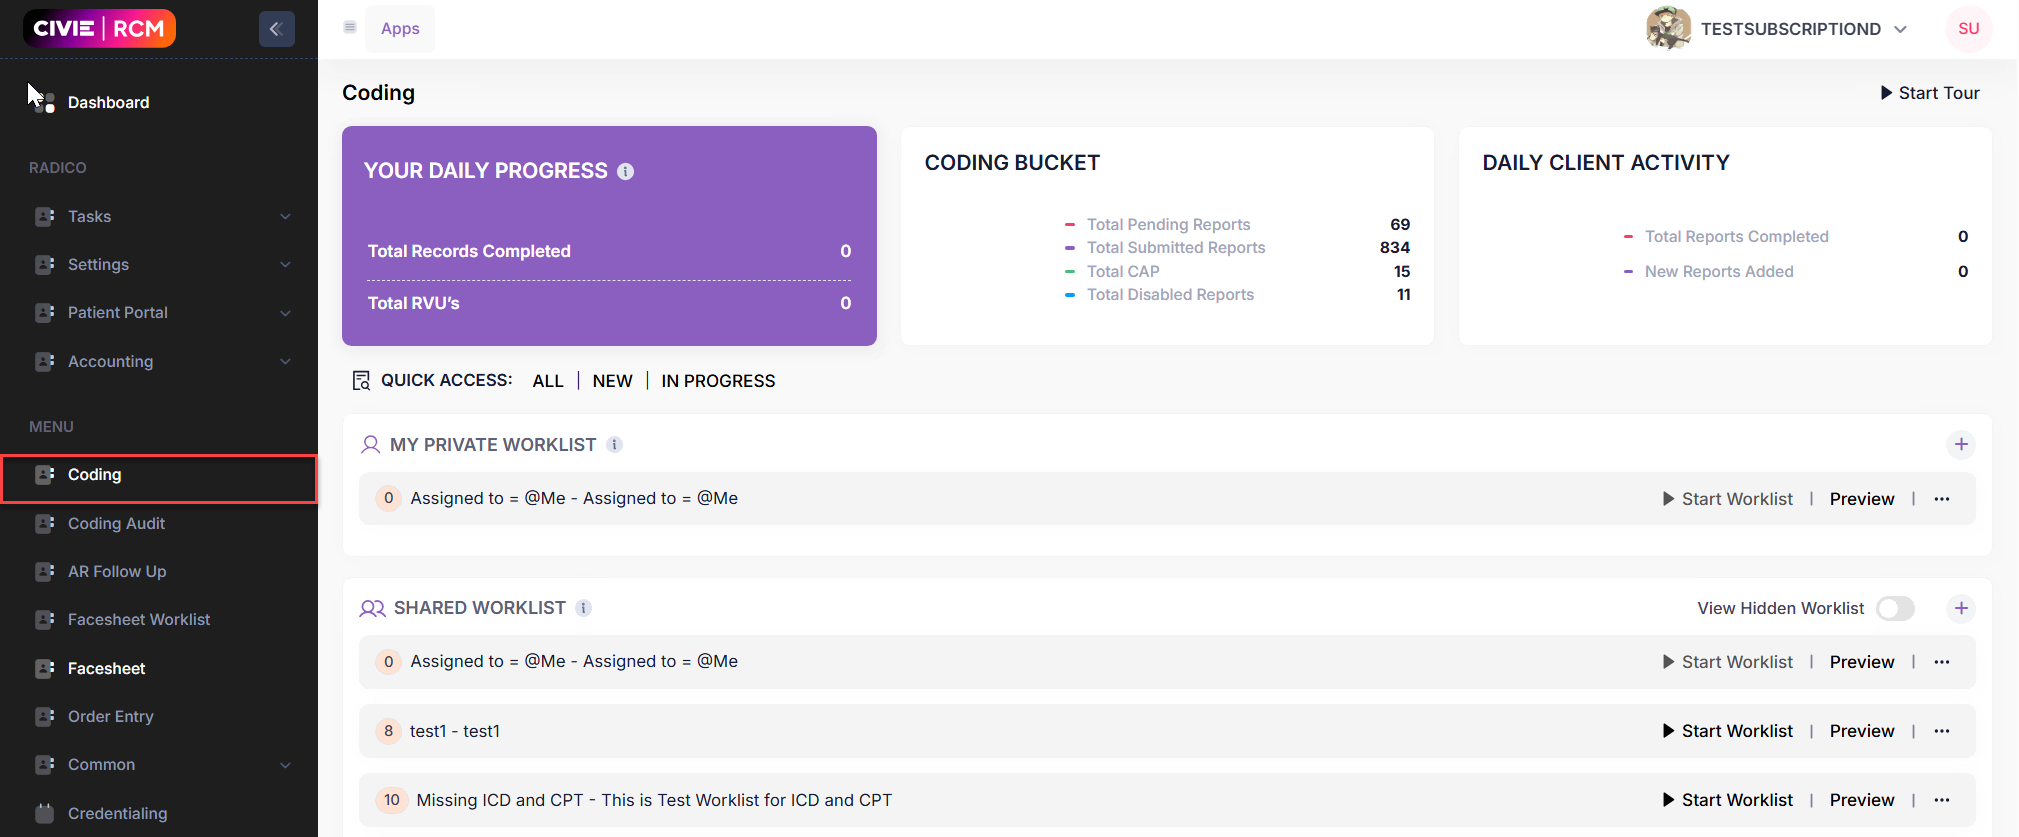 CIVIE | RCM
Apps
TESTSUBSCRIPTIOND
SU
Dashboard
RADICO
Tasks
Settings
Patient Portal
Accounting
MENU
Coding
Coding Audit
AR Follow Up
Facesheet Worklist
Facesheet
Order Entry
Common
Credentialing
Coding
Start Tour
YOUR DAILY PROGRESS
Total Records Completed 0
Total RVU's 0
CODING BUCKET
Total Pending Reports 69
Total Submitted Reports 834
Total CAP 15
Total Disabled Reports 11
DAILY CLIENT ACTIVITY
Total Reports Completed 0
New Reports Added 0
QUICK ACCESS: ALL | NEW | IN PROGRESS
MY PRIVATE WORKLIST
0 Assigned to = @Me - Assigned to = @Me Start Worklist | Preview | ...
SHARED WORKLIST View Hidden Worklist
0 Assigned to = @Me - Assigned to = @Me Start Worklist | Preview | ...
8 test1 - test1 Start Worklist | Preview | ...
10 Missing ICD and CPT - This is Test Worklist for ICD and CPT Start Worklist | Preview | ...